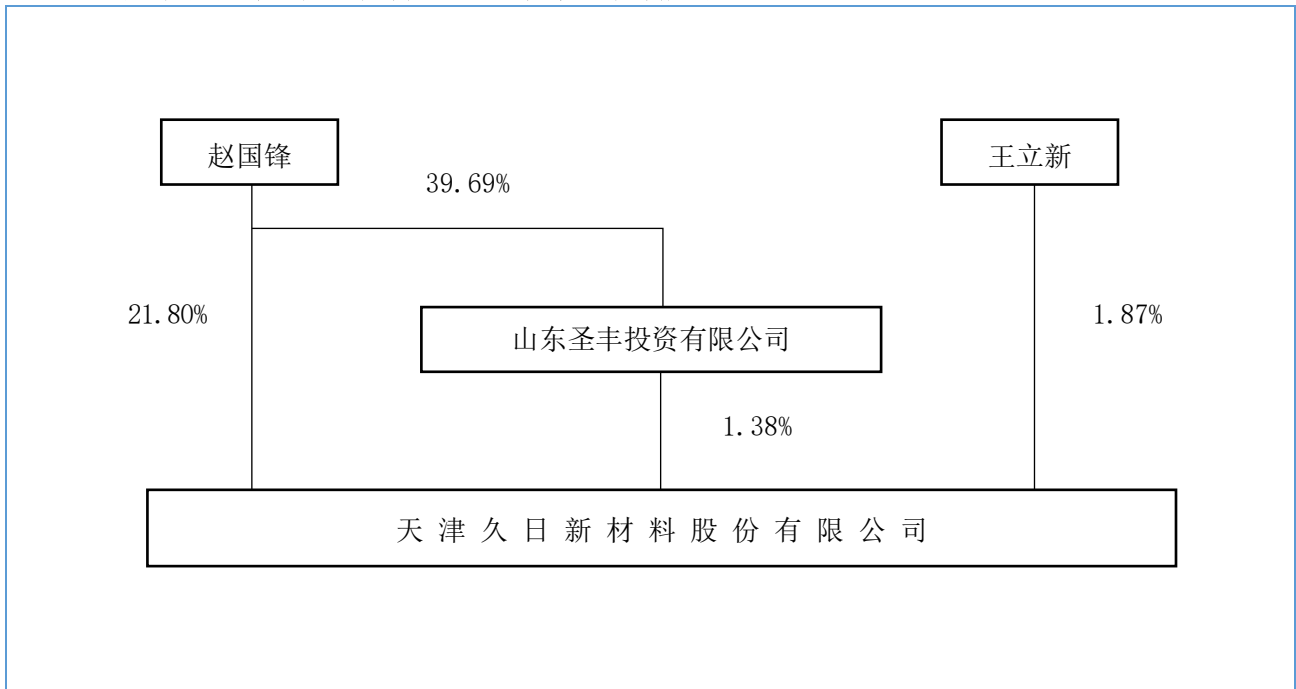 赵国锋
王立新
39.69%
21.80%
1.87%
山东圣丰投资有限公司
1.38%
天津久日新材料股份有限公司